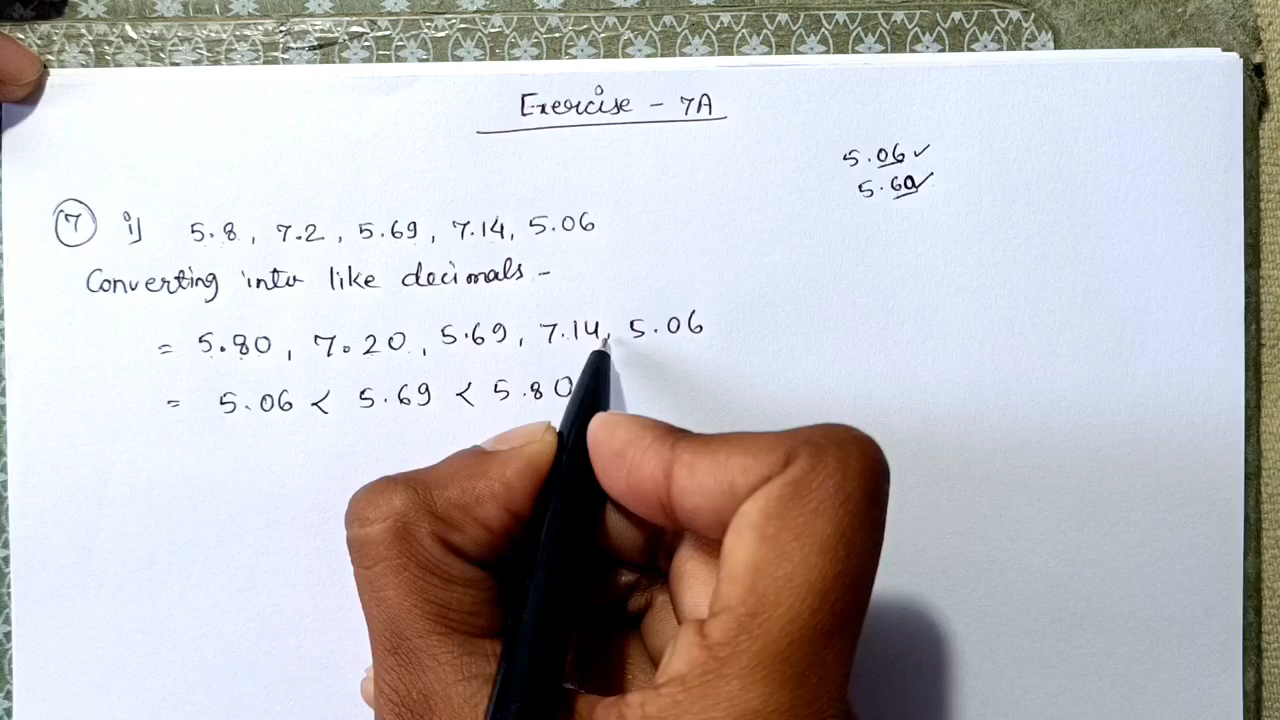 Exercise - 7A
5.06 ✓
5.60 ✓
7 i) 5.8, 7.2, 5.69, 7.14, 5.06
Converting into like decimals -
= 5.80, 7.20, 5.69, 7.14, 5.06
= 5.06 < 5.69 < 5.80